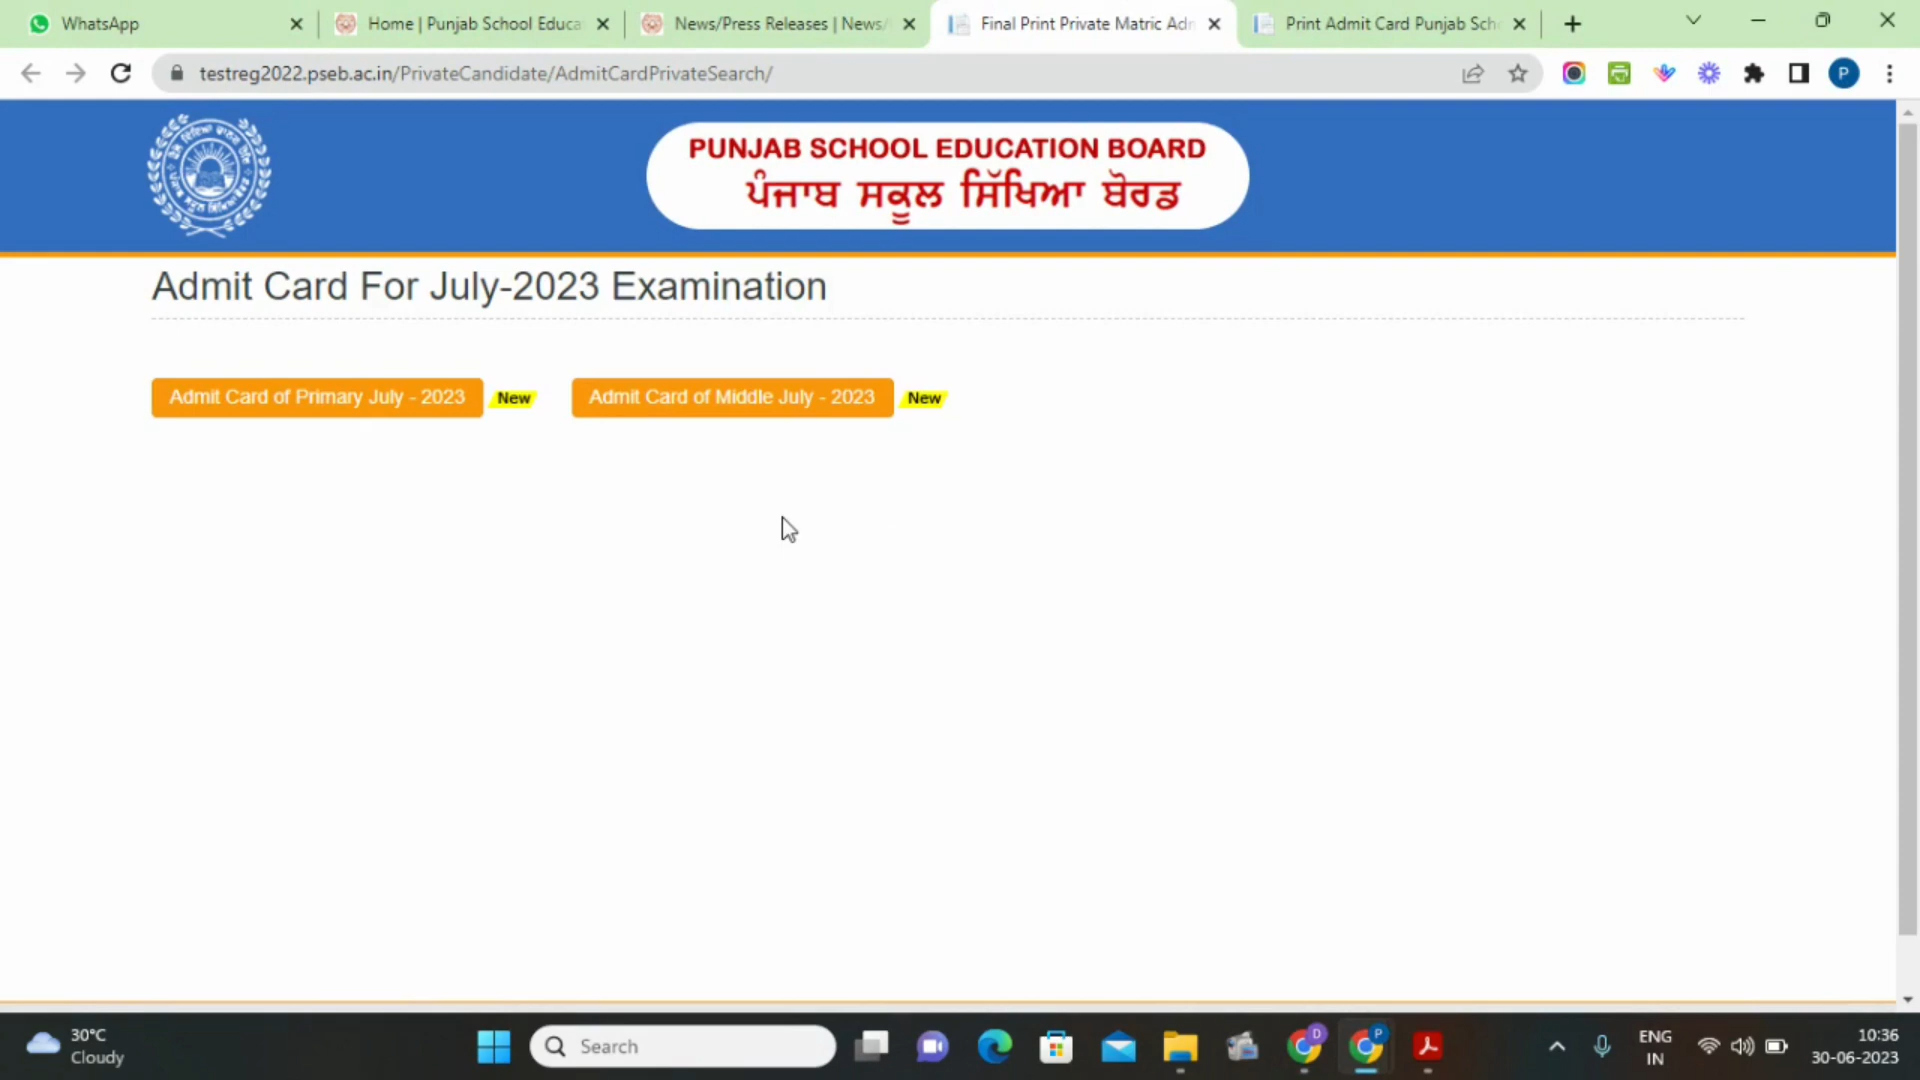 WhatsApp
Home | Punjab School Educa
News/Press Releases | News/
Final Print Private Matric Adn
Print Admit Card Punjab Scho
testreg2022.pseb.ac.in/PrivateCandidate/AdmitCardPrivateSearch/
P
PUNJAB SCHOOL EDUCATION BOARD
ਪੰਜਾਬ ਸਕੂਲ ਸਿੱਖਿਆ ਬੋਰਡ
Admit Card For July-2023 Examination
Admit Card of Primary July - 2023 New
Admit Card of Middle July - 2023 New
30°C
Cloudy
Search
D
P
ENG
IN
10:36
30-06-2023